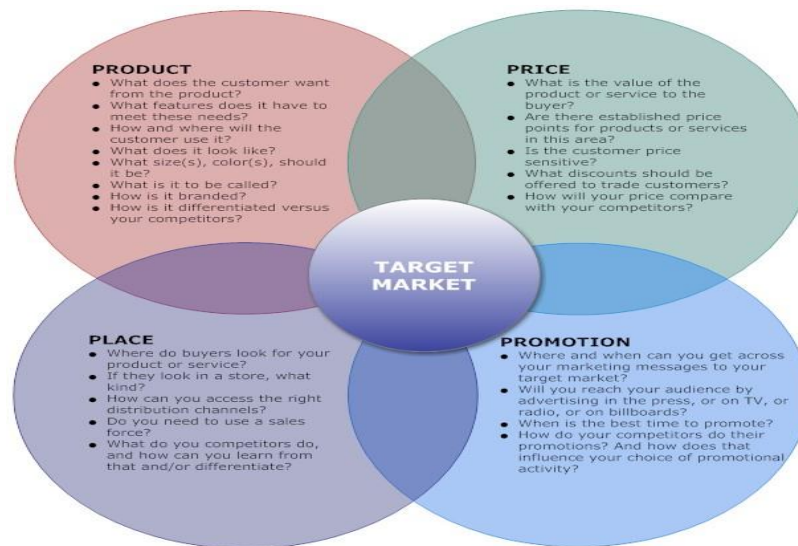 PRODUCT
● What does the customer want
from the product?
● What features does it have to
meet these needs?
● How and where will the
customer use it?
● What does it look like?
● What size(s), color(s), should
it be?
● What is it to be called?
● How is it branded?
● How is it differentiated versus
your competitors?
PRICE
● What is the value of the
product or service to the
buyer?
● Are there established price
points for products or services
in this area?
● Is the customer price
sensitive?
● What discounts should be
offered to trade customers?
● How will your price compare
with your competitors?
TARGET
MARKET
PLACE
● Where do buyers look for your
product or service?
● If they look in a store, what
kind?
● How can you access the right
distribution channels?
● Do you need to use a sales
force?
● What do you competitors do,
and how can you learn from
that and/or differentiate?
PROMOTION
● Where and when can you get across
your marketing messages to your
target market?
● Will you reach your audience by
advertising in the press, or on TV, or
radio, or on billboards?
● When is the best time to promote?
● How do your competitors do their
promotions? And how does that
influence your choice of promotional
activity?